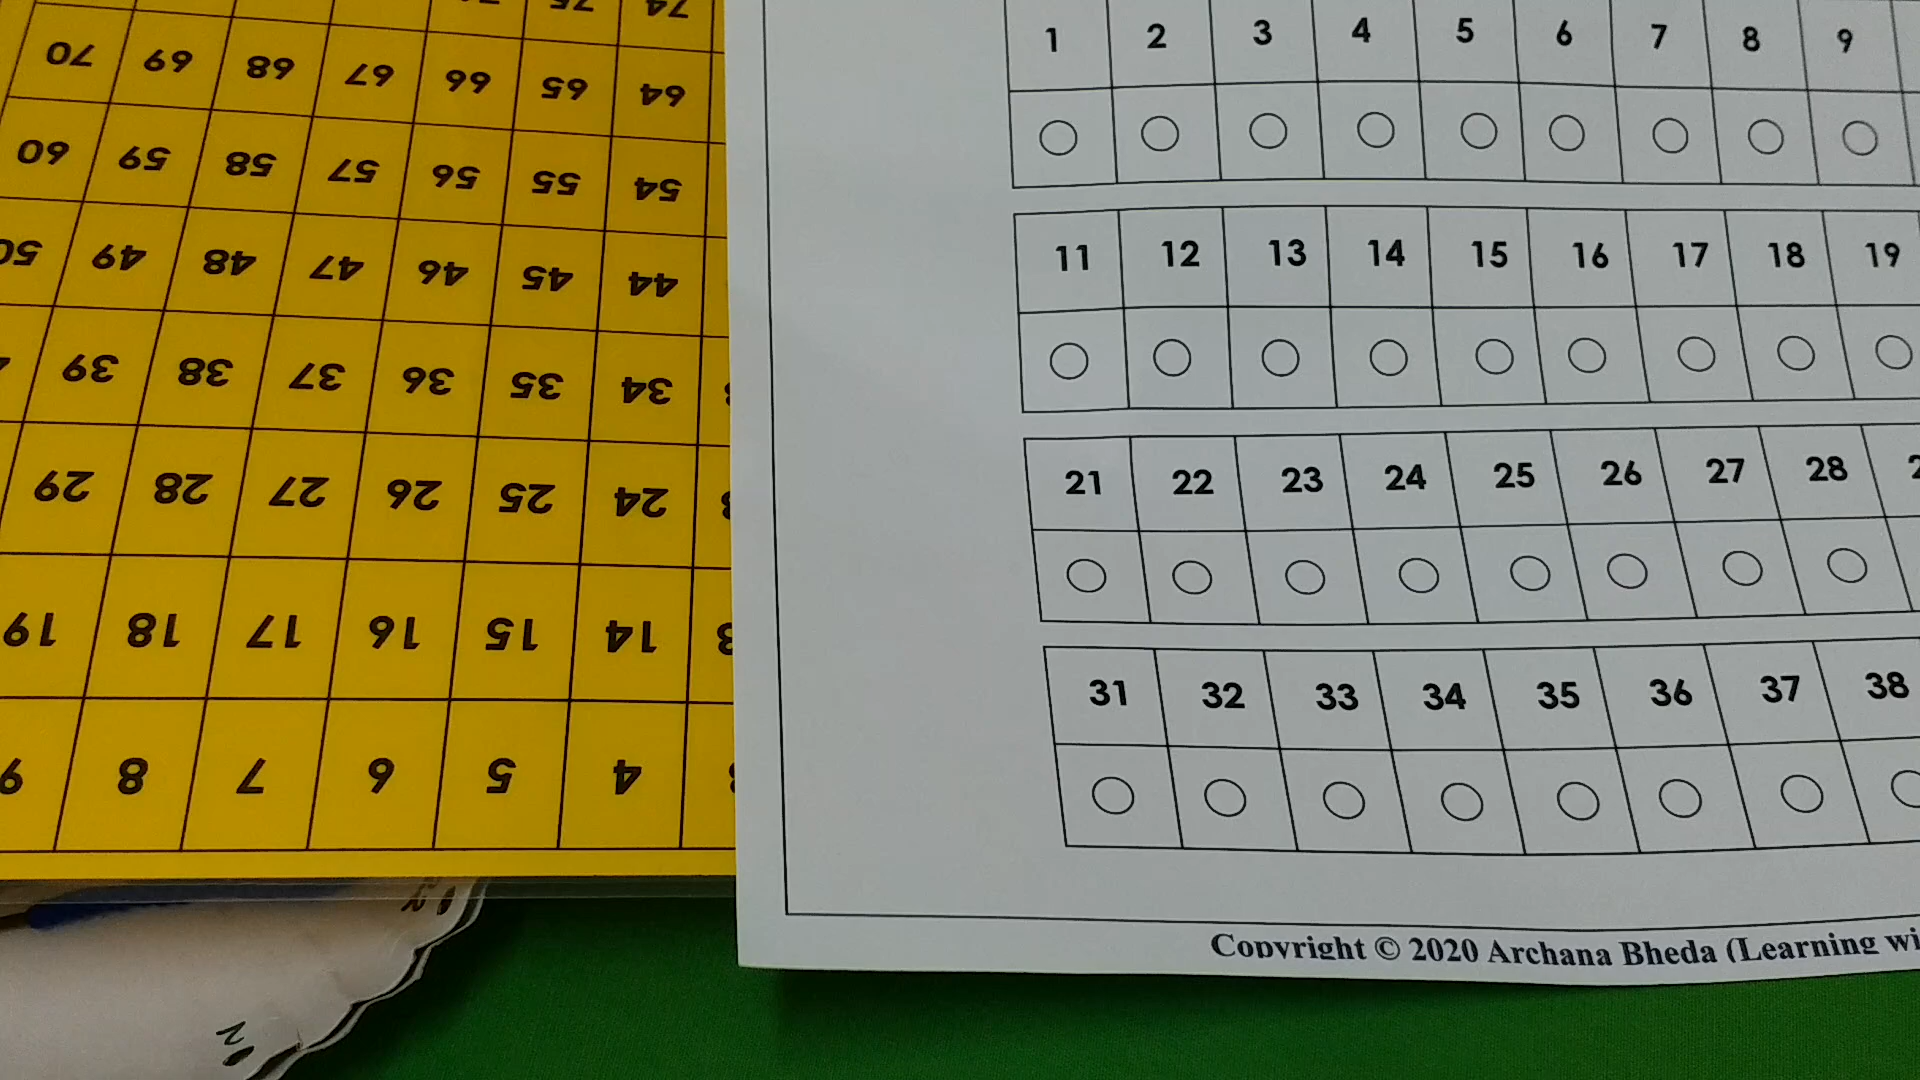 74
70 69 68 67 66 65 64
60 59 58 57 56 55 54
49 48 47 46 45 44
39 38 37 36 35 34
29 28 27 26 25 24
19 18 17 16 15 14
9 8 7 6 5 4
1 2 3 4 5 6 7 8 9
11 12 13 14 15 16 17 18 19
21 22 23 24 25 26 27 28
31 32 33 34 35 36 37 38
Copyright © 2020 Archana Bheda (Learning